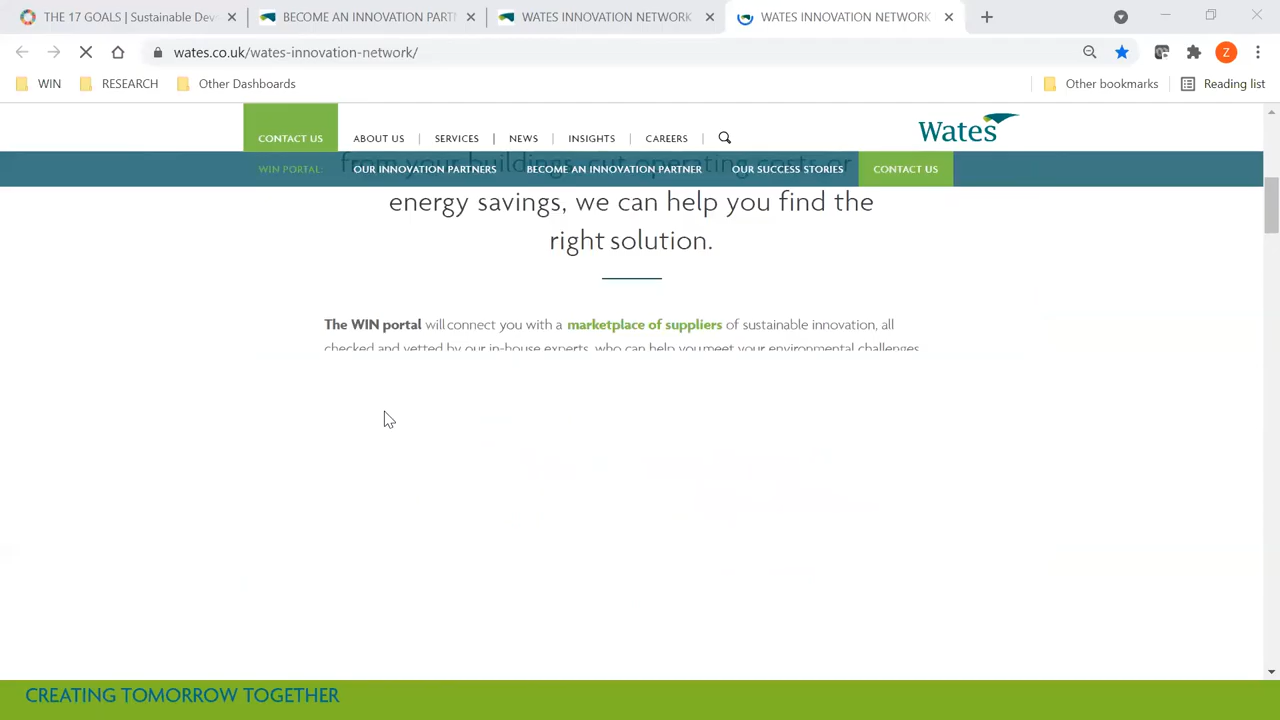 THE 17 GOALS | Sustainable Dev
BECOME AN INNOVATION PART
WATES INNOVATION NETWORK
WATES INNOVATION NETWORK
wates.co.uk/wates-innovation-network/
Z
WIN
RESEARCH
Other Dashboards
Other bookmarks
Reading list
CONTACT US
ABOUT US
SERVICES
NEWS
INSIGHTS
CAREERS
Wates
from your buildings, cut operating costs or
WIN PORTAL:
OUR INNOVATION PARTNERS
BECOME AN INNOVATION PARTNER
OUR SUCCESS STORIES
CONTACT US
energy savings, we can help you find the
right solution.
The WIN portal will connect you with a marketplace of suppliers of sustainable innovation, all
checked and vetted by our in-house experts, who can help you meet your environmental challenges
CREATING TOMORROW TOGETHER